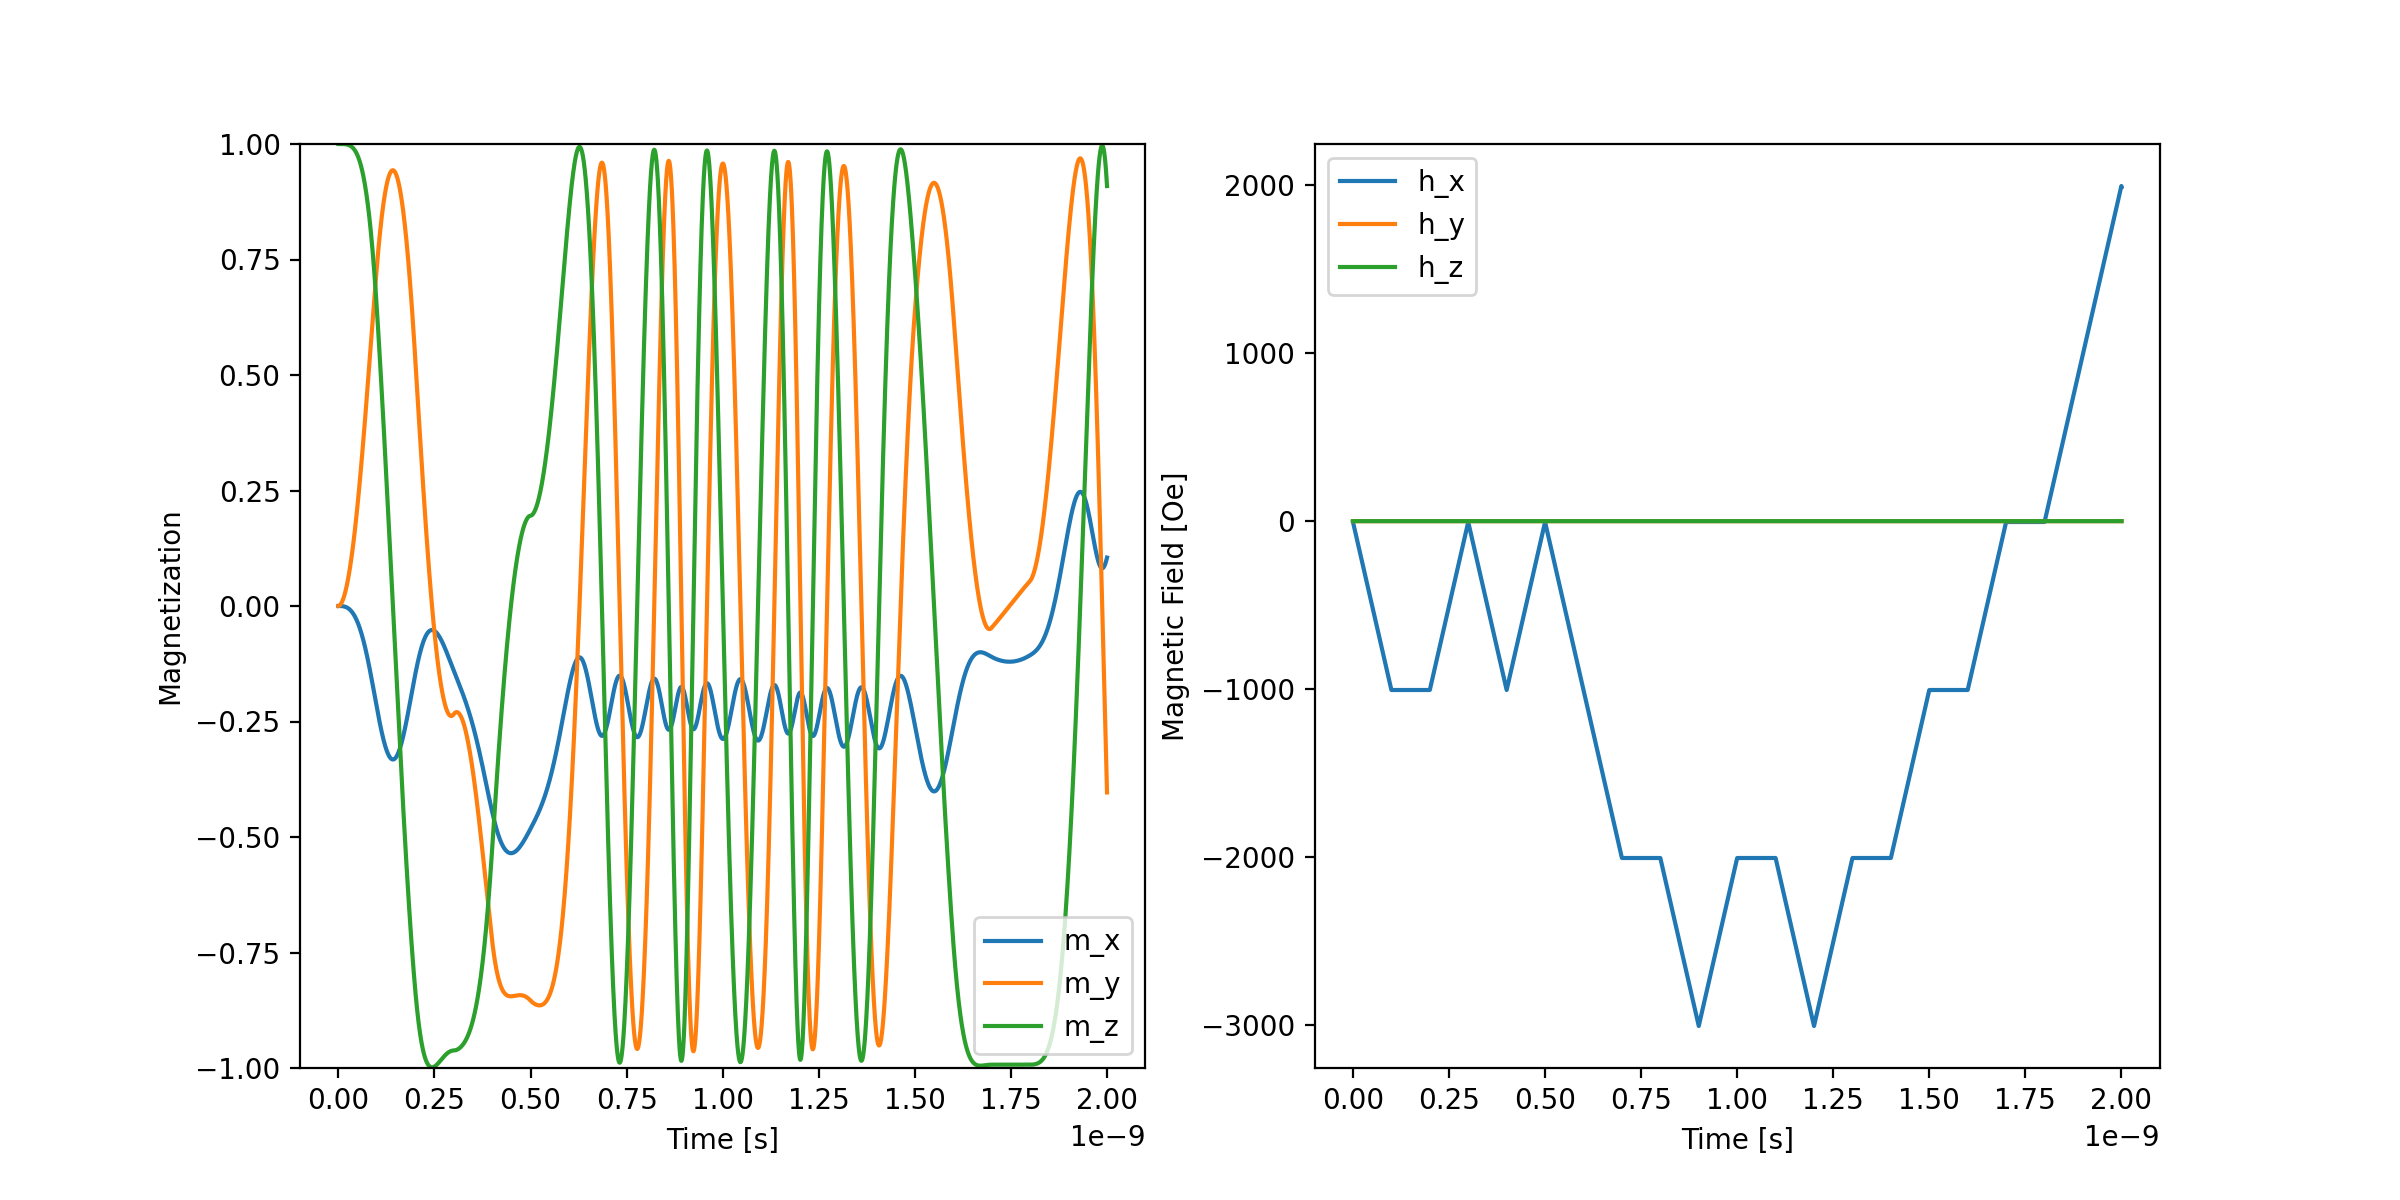 Magnetization
1.00
0.75
0.50
0.25
0.00
−0.25
−0.50
−0.75
−1.00
m_x
m_y
m_z
0.00 0.25 0.50 0.75 1.00 1.25 1.50 1.75 2.00
Time [s]
1e−9
Magnetic Field [Oe]
2000
1000
0
−1000
−2000
−3000
h_x
h_y
h_z
0.00 0.25 0.50 0.75 1.00 1.25 1.50 1.75 2.00
Time [s]
1e−9